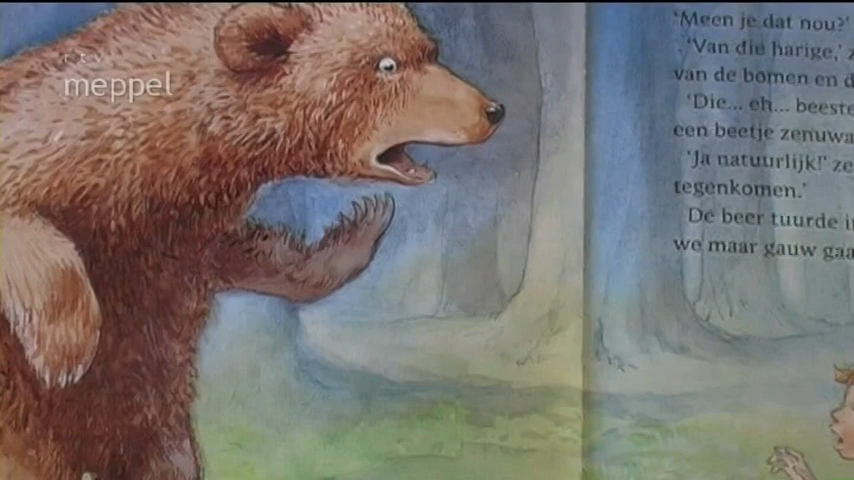 rtv
meppel
'Meen je dat nou?'
'Van die harige,' z
van de bomen en d
'Die... eh... beeste
een beetje zenuwa
'Ja natuurlijk!' ze
tegenkomen.'
De beer tuurde i
we maar gauw gaa